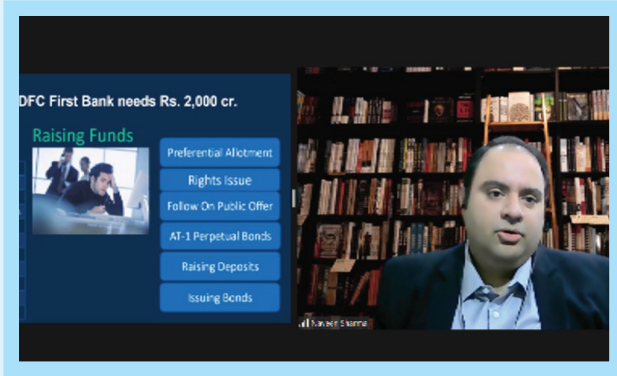 DFC First Bank needs Rs. 2,000 cr.
Raising Funds
Preferential Allotment
Rights Issue
Follow On Public Offer
AT-1 Perpetual Bonds
Raising Deposits
Issuing Bonds
Naveen Sharma